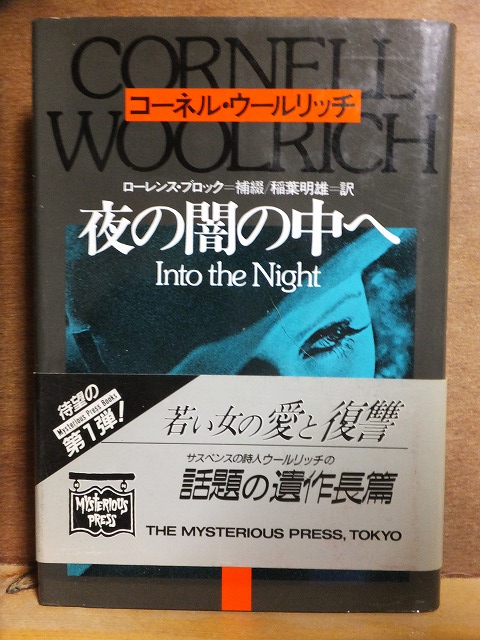 CORNELL
コーネル・ウールリッチ
WOOLRICH
ローレンス・ブロック=補綴/稲葉明雄=訳
夜の闇の中へ
Into the Night
待望の
Mysterious Press Books
第1弾!
若い女の愛と復讐
サスペンスの詩人ウールリッチの
話題の遺作長篇
MYSTERIOUS
PRESS
THE MYSTERIOUS PRESS, TOKYO